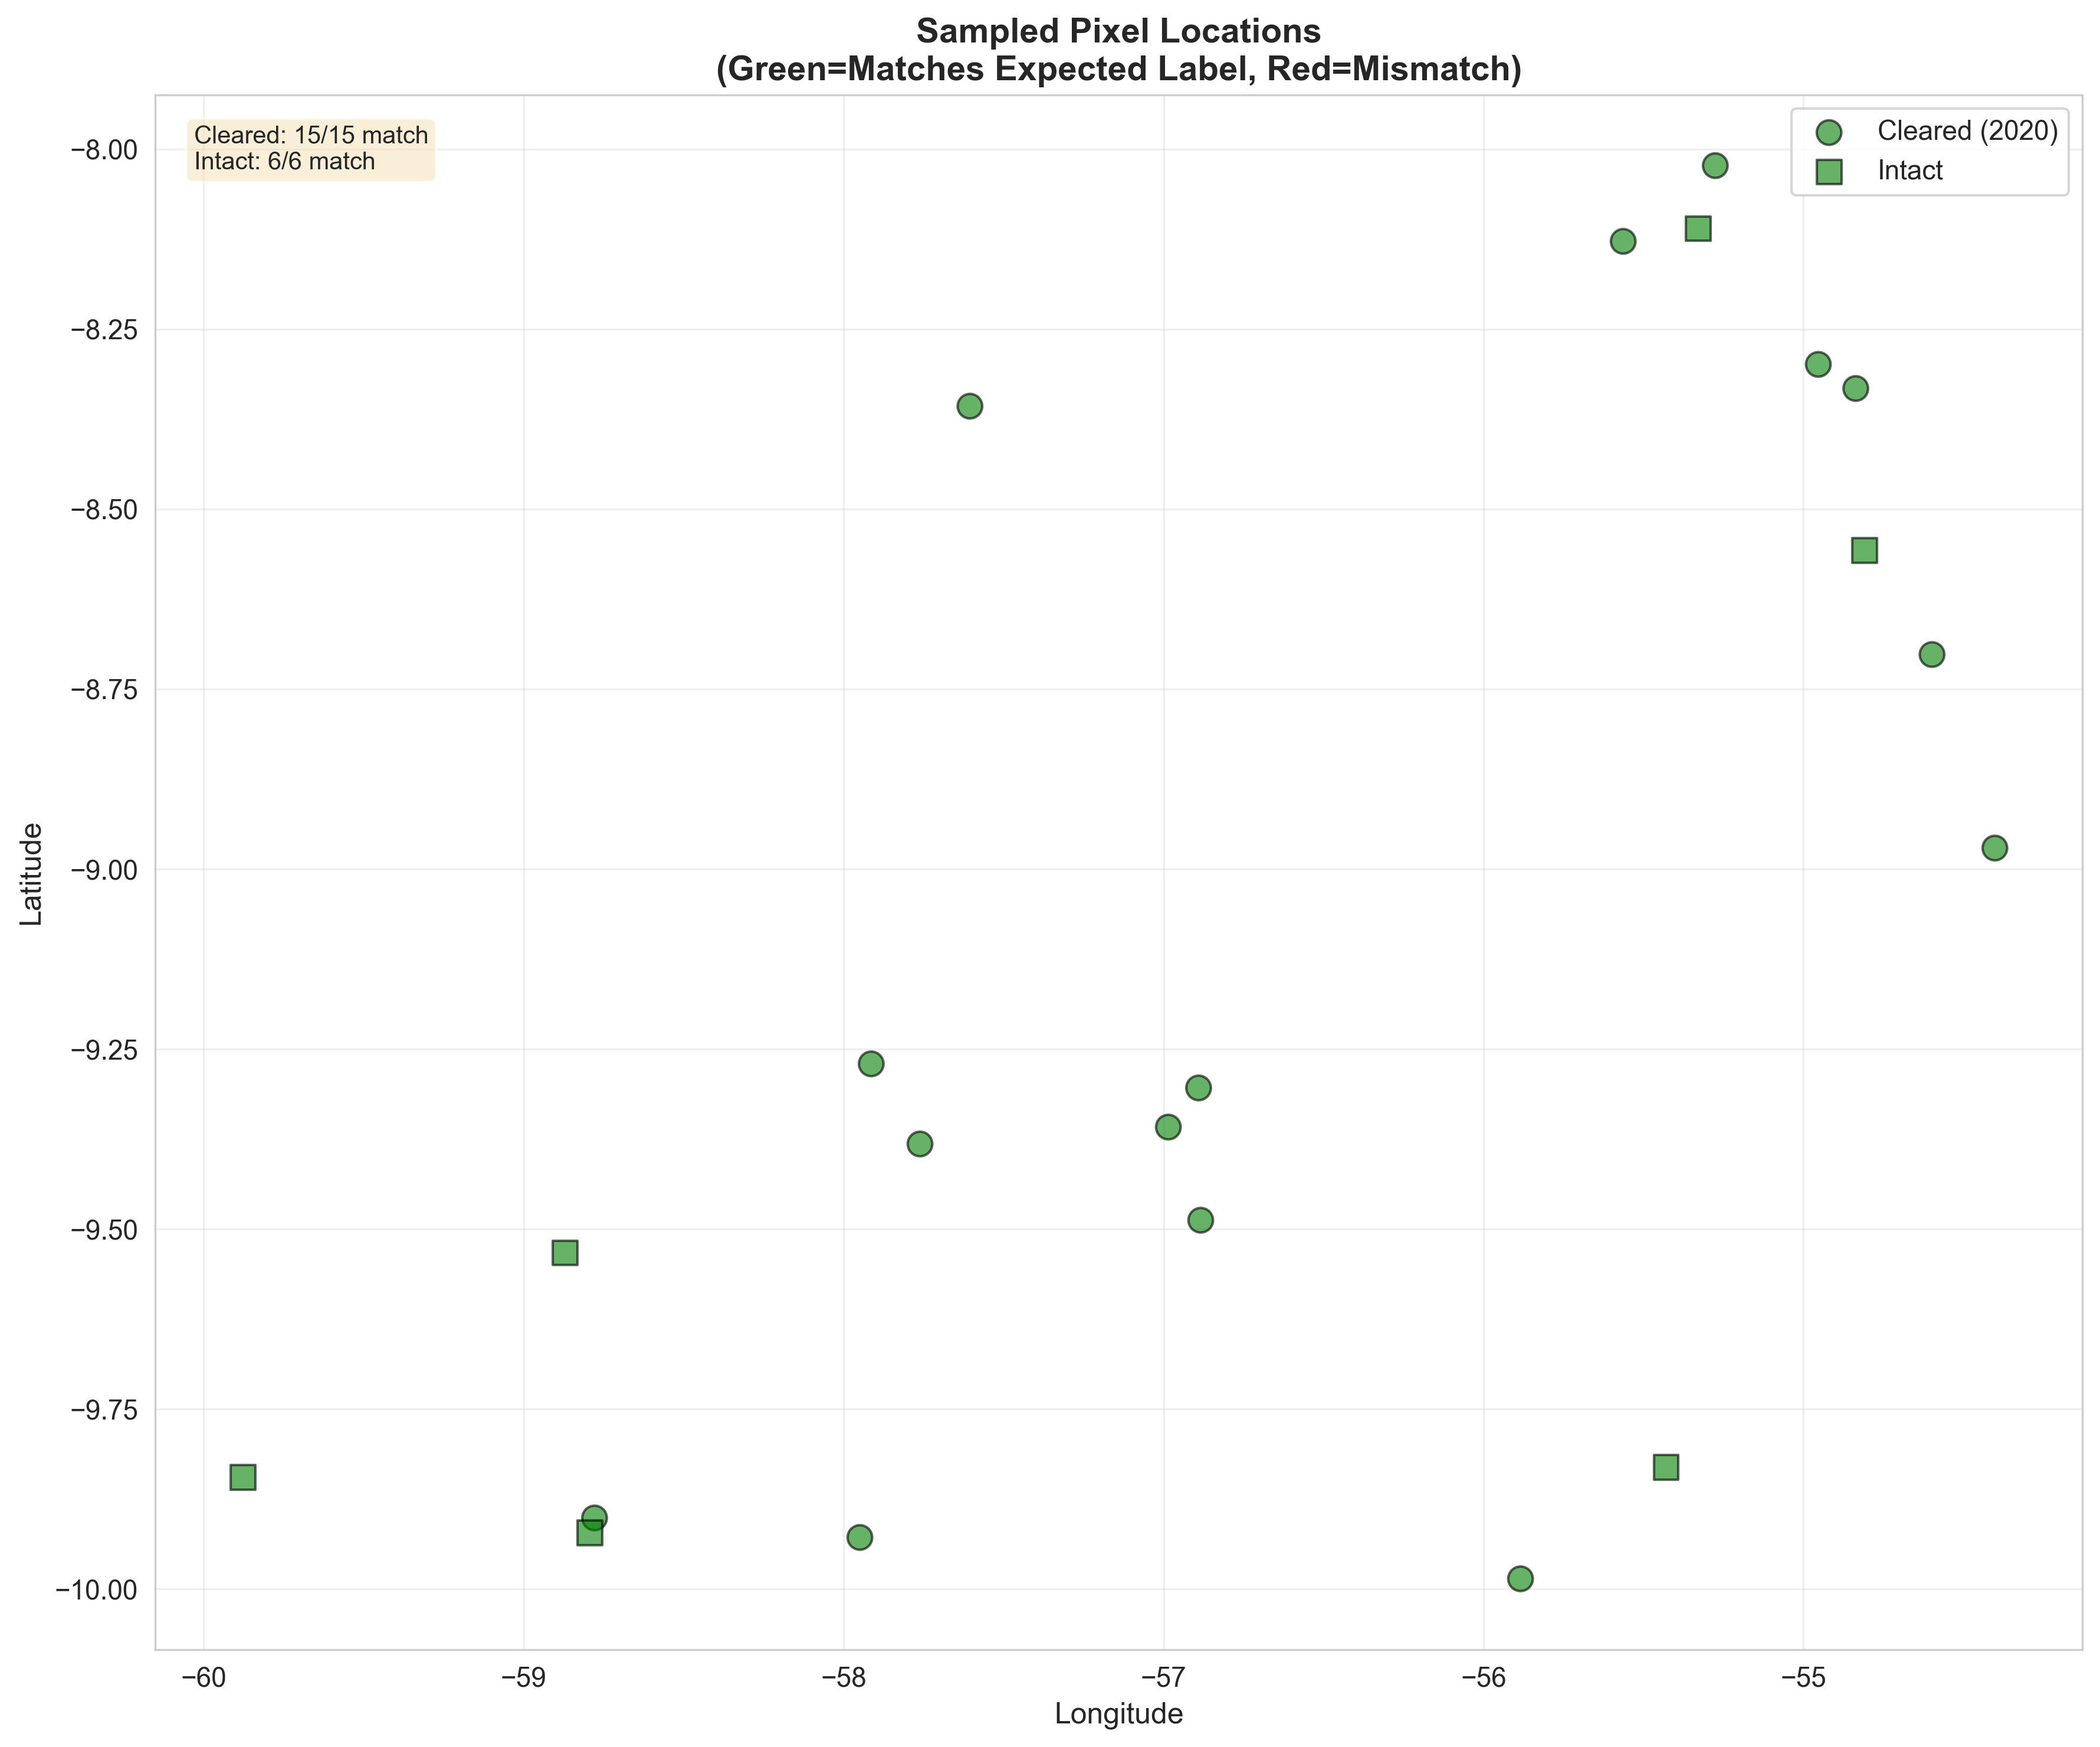 Sampled Pixel Locations
(Green=Matches Expected Label, Red=Mismatch)
Cleared: 15/15 match
Intact: 6/6 match
Cleared (2020)
Intact
Latitude
−8.00
−8.25
−8.50
−8.75
−9.00
−9.25
−9.50
−9.75
−10.00
−60
−59
−58
−57
−56
−55
Longitude